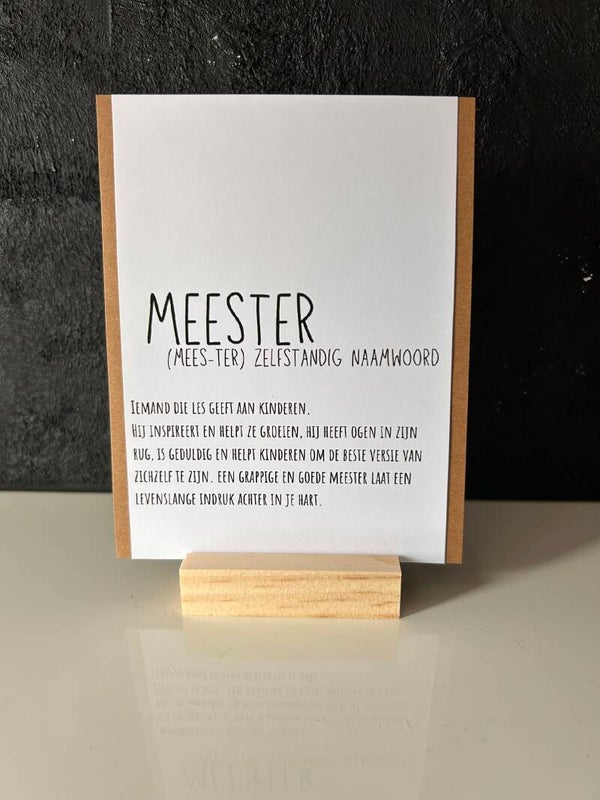 MEESTER
(MEES-TER) ZELFSTANDIG NAAMWOORD
IEMAND DIE LES GEEFT AAN KINDEREN.
HIJ INSPIREERT EN HELPT ZE GROEIEN, HIJ HEEFT OGEN IN ZIJN
RUG, IS GEDULDIG EN HELPT KINDEREN OM DE BESTE VERSIE VAN
ZICHZELF TE ZIJN. EEN GRAPPIGE EN GOEDE MEESTER LAAT EEN
LEVENSLANGE INDRUK ACHTER IN JE HART.